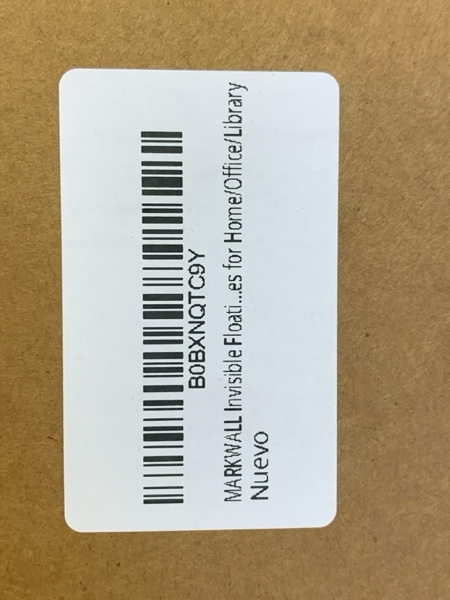 B0BXNQTC9Y
MARKWALL Invisible Floati...es for Home/Office/Library
Nuevo